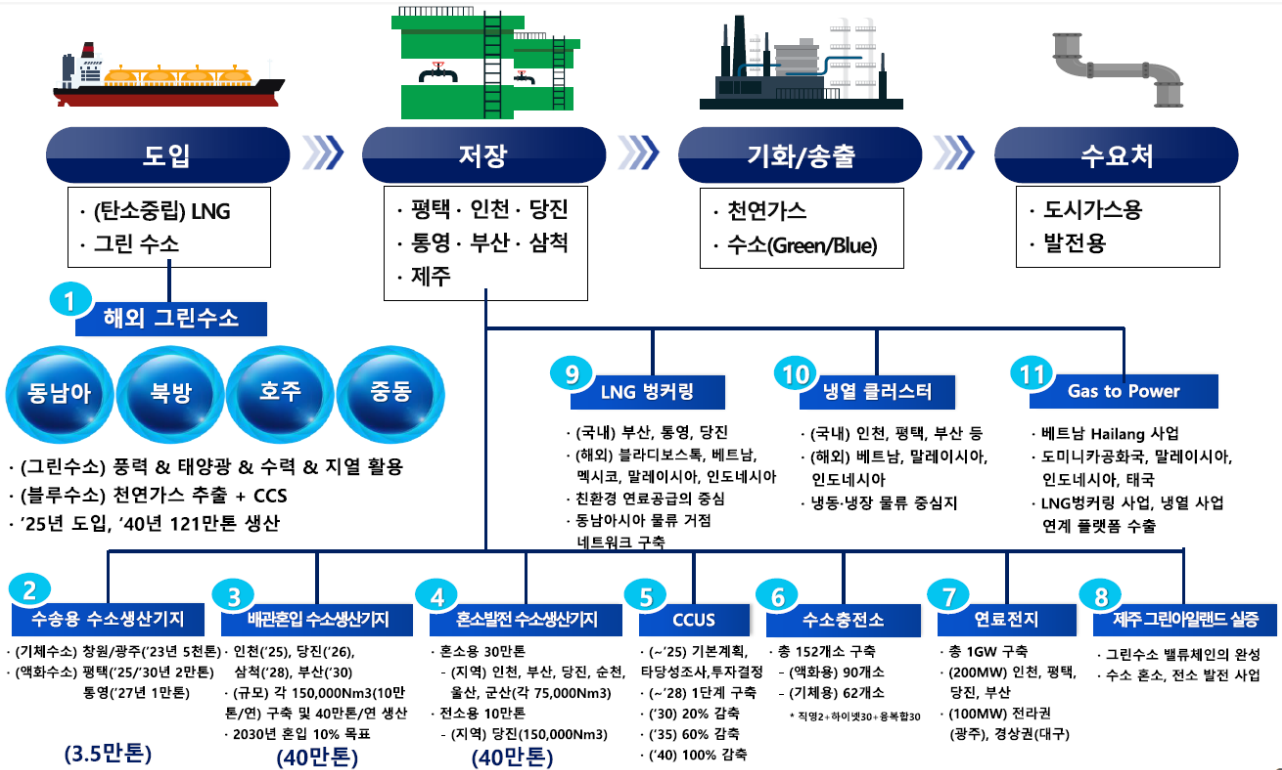 도입
저장
기화/송출
수요처
· (탄소중립) LNG
· 그린 수소
· 평택 · 인천 · 당진
· 통영 · 부산 · 삼척
· 제주
· 천연가스
· 수소(Green/Blue)
· 도시가스용
· 발전용
1
해외 그린수소
동남아
북방
호주
중동
· (그린수소) 풍력 & 태양광 & 수력 & 지열 활용
· (블루수소) 천연가스 추출 + CCS
· ’25년 도입, ’40년 121만톤 생산
9
LNG 벙커링
· (국내) 부산, 통영, 당진
· (해외) 블라디보스톡, 베트남,
멕시코, 말레이시아, 인도네시아
· 친환경 연료공급의 중심
· 동남아시아 물류 거점
네트워크 구축
10
냉열 클러스터
· (국내) 인천, 평택, 부산 등
· (해외) 베트남, 말레이시아,
인도네시아
· 냉동·냉장 물류 중심지
11
Gas to Power
· 베트남 Hailang 사업
· 도미니카공화국, 말레이시아,
인도네시아, 태국
· LNG벙커링 사업, 냉열 사업
연계 플랫폼 수출
2
수송용 수소생산기지
· (기체수소) 창원/광주(’23년 5천톤)
· (액화수소) 평택(’25/’30년 2만톤)
통영(’27년 1만톤)
(3.5만톤)
3
배관혼입 수소생산기지
· 인천(’25), 당진(’26),
삼척(’28), 부산(’30)
· (규모) 각 150,000Nm3(10만
톤/연) 구축 및 40만톤/연 생산
· 2030년 혼입 10% 목표
(40만톤)
4
혼소발전 수소생산기지
· 혼소용 30만톤
– (지역) 인천, 부산, 당진, 순천,
울산, 군산(각 75,000Nm3)
· 전소용 10만톤
– (지역) 당진(150,000Nm3)
(40만톤)
5
CCUS
· (~’25) 기본계획,
타당성조사,투자결정
· (~’28) 1단계 구축
· (’30) 20% 감축
· (’35) 60% 감축
· (’40) 100% 감축
6
수소충전소
· 총 152개소 구축
– (액화용) 90개소
– (기체용) 62개소
* 직영2+하이넷30+융복합30
7
연료전지
· 총 1GW 구축
· (200MW) 인천, 평택,
당진, 부산
· (100MW) 전라권
(광주), 경상권(대구)
8
제주 그린아일랜드 실증
· 그린수소 밸류체인의 완성
· 수소 혼소, 전소 발전 사업